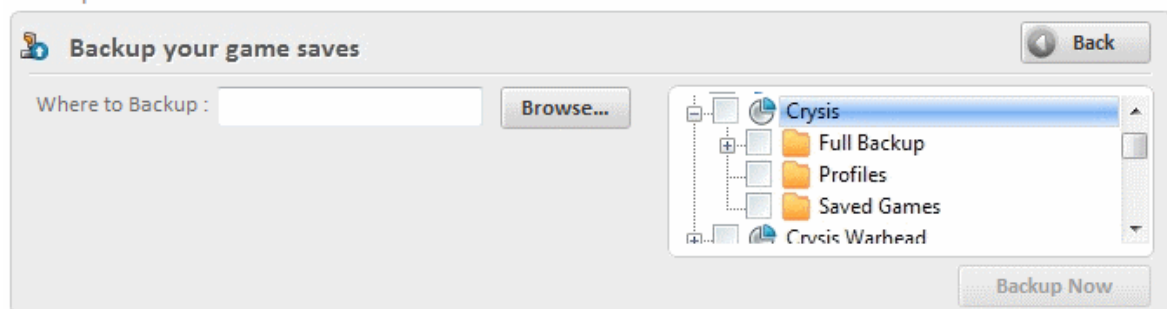 Backup your game saves
Back
Where to Backup :
Browse...
Crysis
Full Backup
Profiles
Saved Games
Crysis Warhead
Backup Now